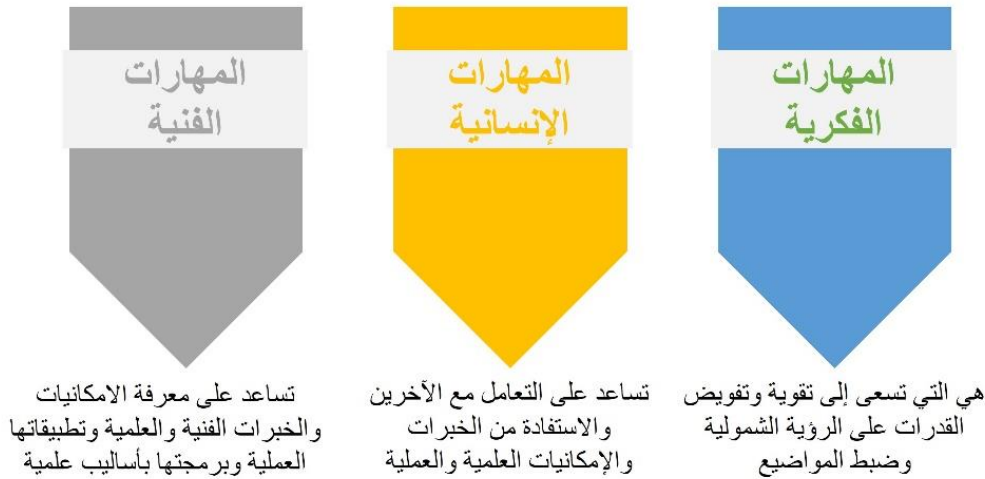 المهارات
الفكرية
هي التي تسعى إلى تقوية وتفويض
القدرات على الرؤية الشمولية
وضبط المواضيع
المهارات
الإنسانية
تساعد على التعامل مع الآخرين
والاستفادة من الخبرات
والإمكانيات العلمية والعملية
المهارات
الفنية
تساعد على معرفة الامكانيات
والخبرات الفنية والعلمية وتطبيقاتها
العملية وبرمجتها بأساليب علمية